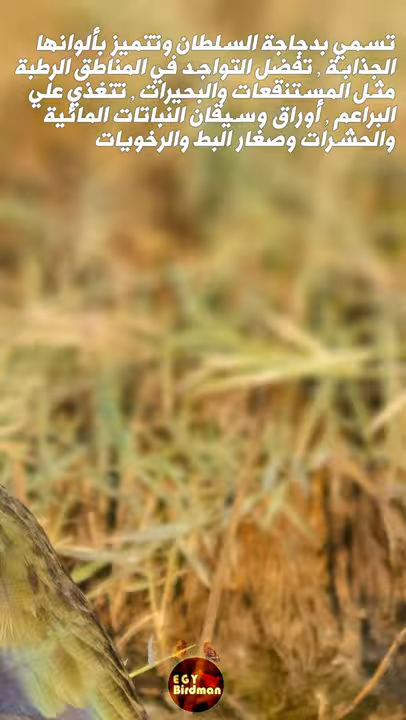 تسمي بدجاجة السلطان وتتميز بألوانها
الجذابة , تفضل التواجد في المناطق الرطبة
مثل المستنقعات والبحيرات , تتغذي علي
البراعم , أوراق وسيقان النباتات المائية
والحشرات وصغار البط والرخويات
EGY
Birdman